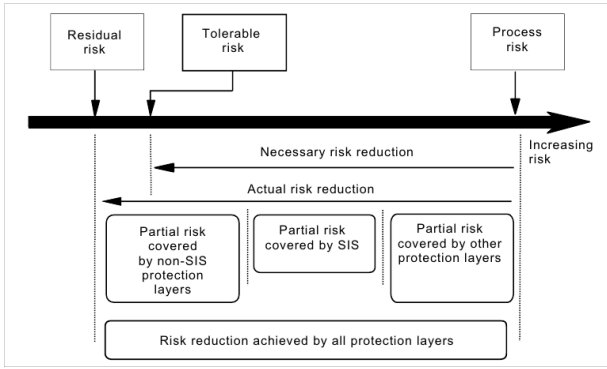 Residual
risk
Tolerable
risk
Process
risk
Increasing
risk
Necessary risk reduction
Actual risk reduction
Partial risk
covered
by non-SIS
protection
layers
Partial risk
covered by SIS
Partial risk
covered by other
protection layers
Risk reduction achieved by all protection layers